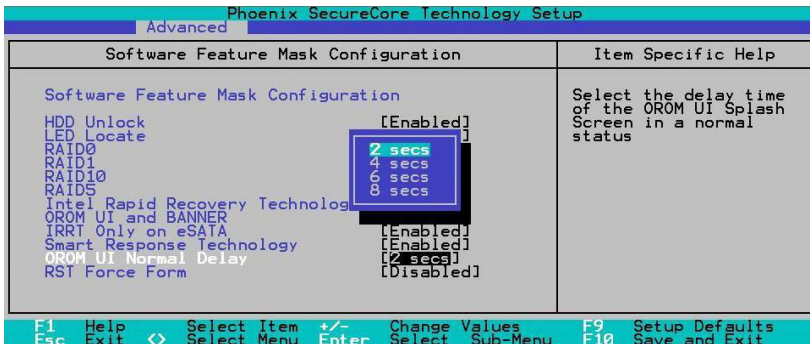 Phoenix SecureCore Technology Setup
Advanced
Software Feature Mask Configuration
Item Specific Help
Software Feature Mask Configuration
HDD Unlock [Enabled]
LED Locate ]
RAID0
RAID1
RAID10
RAID5
Intel Rapid Recovery Technolog
OROM UI and BANNER
IRRT Only on eSATA [Enabled]
Smart Response Technology [Enabled]
OROM UI Normal Delay [2 secs]
RST Force Form [Disabled]
2 secs
4 secs
6 secs
8 secs
Select the delay time
of the OROM UI Splash
Screen in a normal
status
F1 Help Select Item +/- Change Values F9 Setup Defaults
Esc Exit <> Select Menu Enter Select Sub-Menu F10 Save and Exit